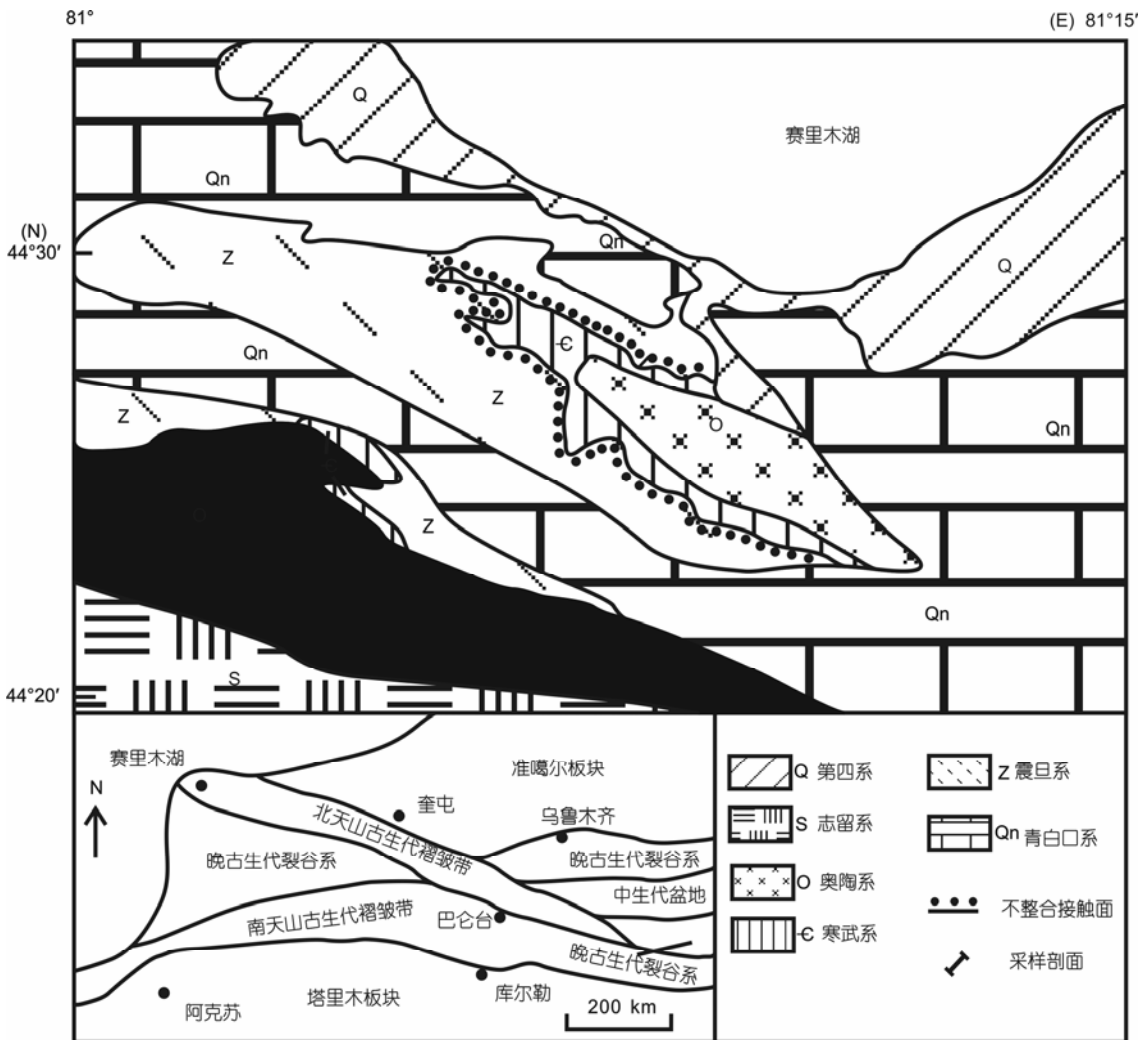 81°
(E) 81°15′
Q
赛里木湖
Qn
(N)
44°30′
Z
Qn
Q
Qn
Є
Z
Z
O
Qn
Z
O
Qn
S
44°20′
赛里木湖
准噶尔板块
N
奎屯
乌鲁木齐
北天山古生代褶皱带
晚古生代裂谷系
晚古生代裂谷系
中生代盆地
南天山古生代褶皱带
巴仑台
晚古生代裂谷系
塔里木板块
库尔勒
阿克苏
200 km
Q 第四系
S 志留系
O 奥陶系
Є 寒武系
Z 震旦系
Qn 青白口系
不整合接触面
采样剖面